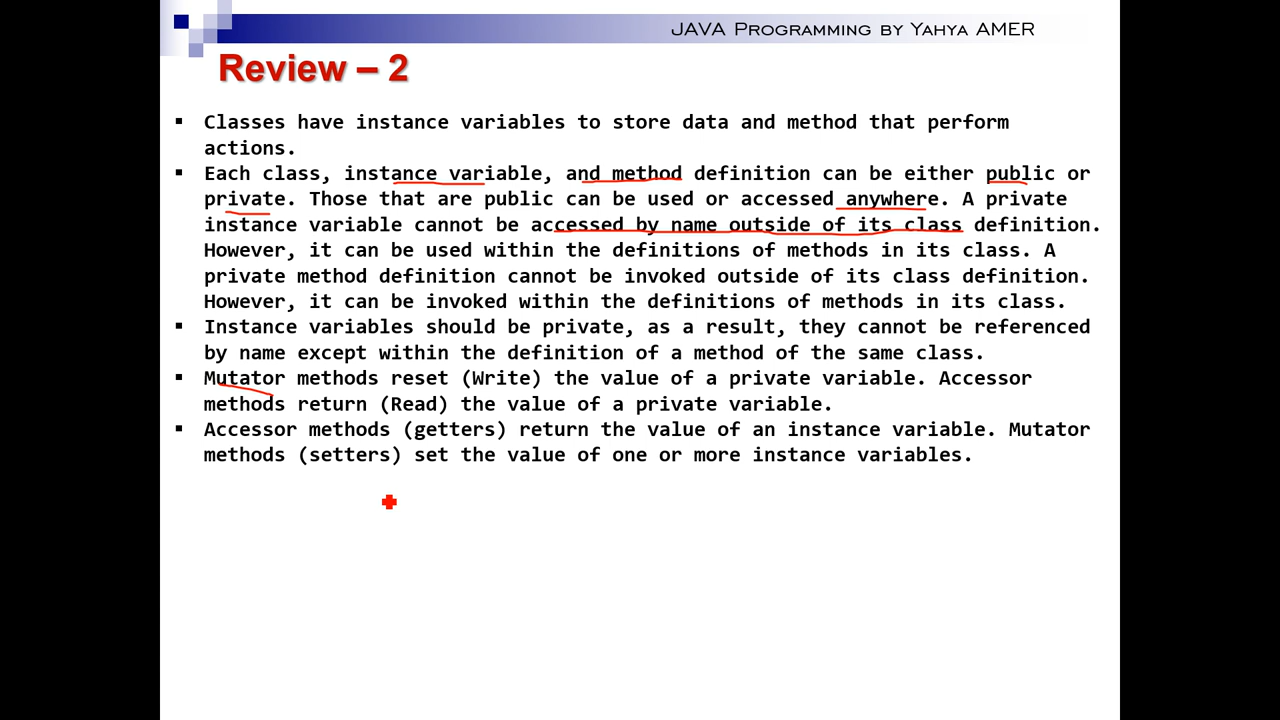 JAVA Programming by Yahya AMER
Review – 2
▪ Classes have instance variables to store data and method that perform
actions.
▪ Each class, instance variable, and method definition can be either public or
private. Those that are public can be used or accessed anywhere. A private
instance variable cannot be accessed by name outside of its class definition.
However, it can be used within the definitions of methods in its class. A
private method definition cannot be invoked outside of its class definition.
However, it can be invoked within the definitions of methods in its class.
▪ Instance variables should be private, as a result, they cannot be referenced
by name except within the definition of a method of the same class.
▪ Mutator methods reset (Write) the value of a private variable. Accessor
methods return (Read) the value of a private variable.
▪ Accessor methods (getters) return the value of an instance variable. Mutator
methods (setters) set the value of one or more instance variables.